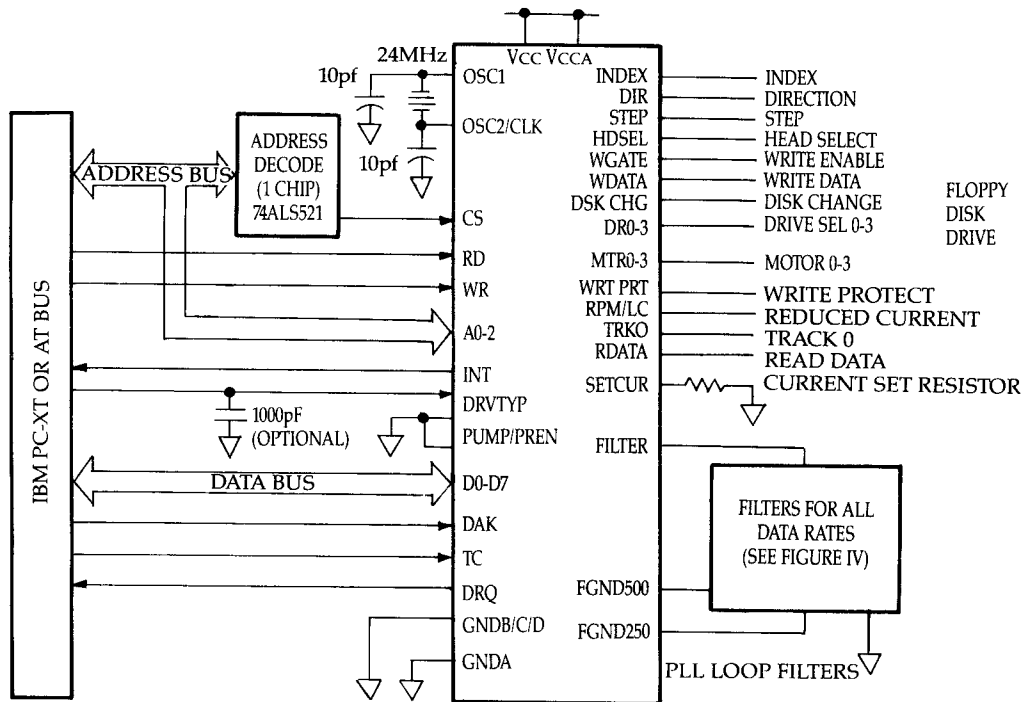 VCC VCCA
24MHz
10pf
10pf
OSC1
OSC2/CLK
ADDRESS
DECODE
(1 CHIP)
74ALS521
ADDRESS BUS
IBM PC-XT OR AT BUS
CS
RD
WR
A0-2
INT
DRVTYP
1000pF
(OPTIONAL)
PUMP/PREN
DATA BUS
D0-D7
DAK
TC
DRQ
GNDB/C/D
GNDA
INDEX
DIR
STEP
HDSEL
WGATE
WDATA
DSK CHG
DR0-3
MTR0-3
WRT PRT
RPM/LC
TRKO
RDATA
SETCUR
FILTER
FGND500
FGND250
INDEX
DIRECTION
STEP
HEAD SELECT
WRITE ENABLE
WRITE DATA
DISK CHANGE
DRIVE SEL 0-3
MOTOR 0-3
WRITE PROTECT
REDUCED CURRENT
TRACK 0
READ DATA
CURRENT SET RESISTOR
FLOPPY
DISK
DRIVE
FILTERS FOR ALL
DATA RATES
(SEE FIGURE IV)
PLL LOOP FILTERS